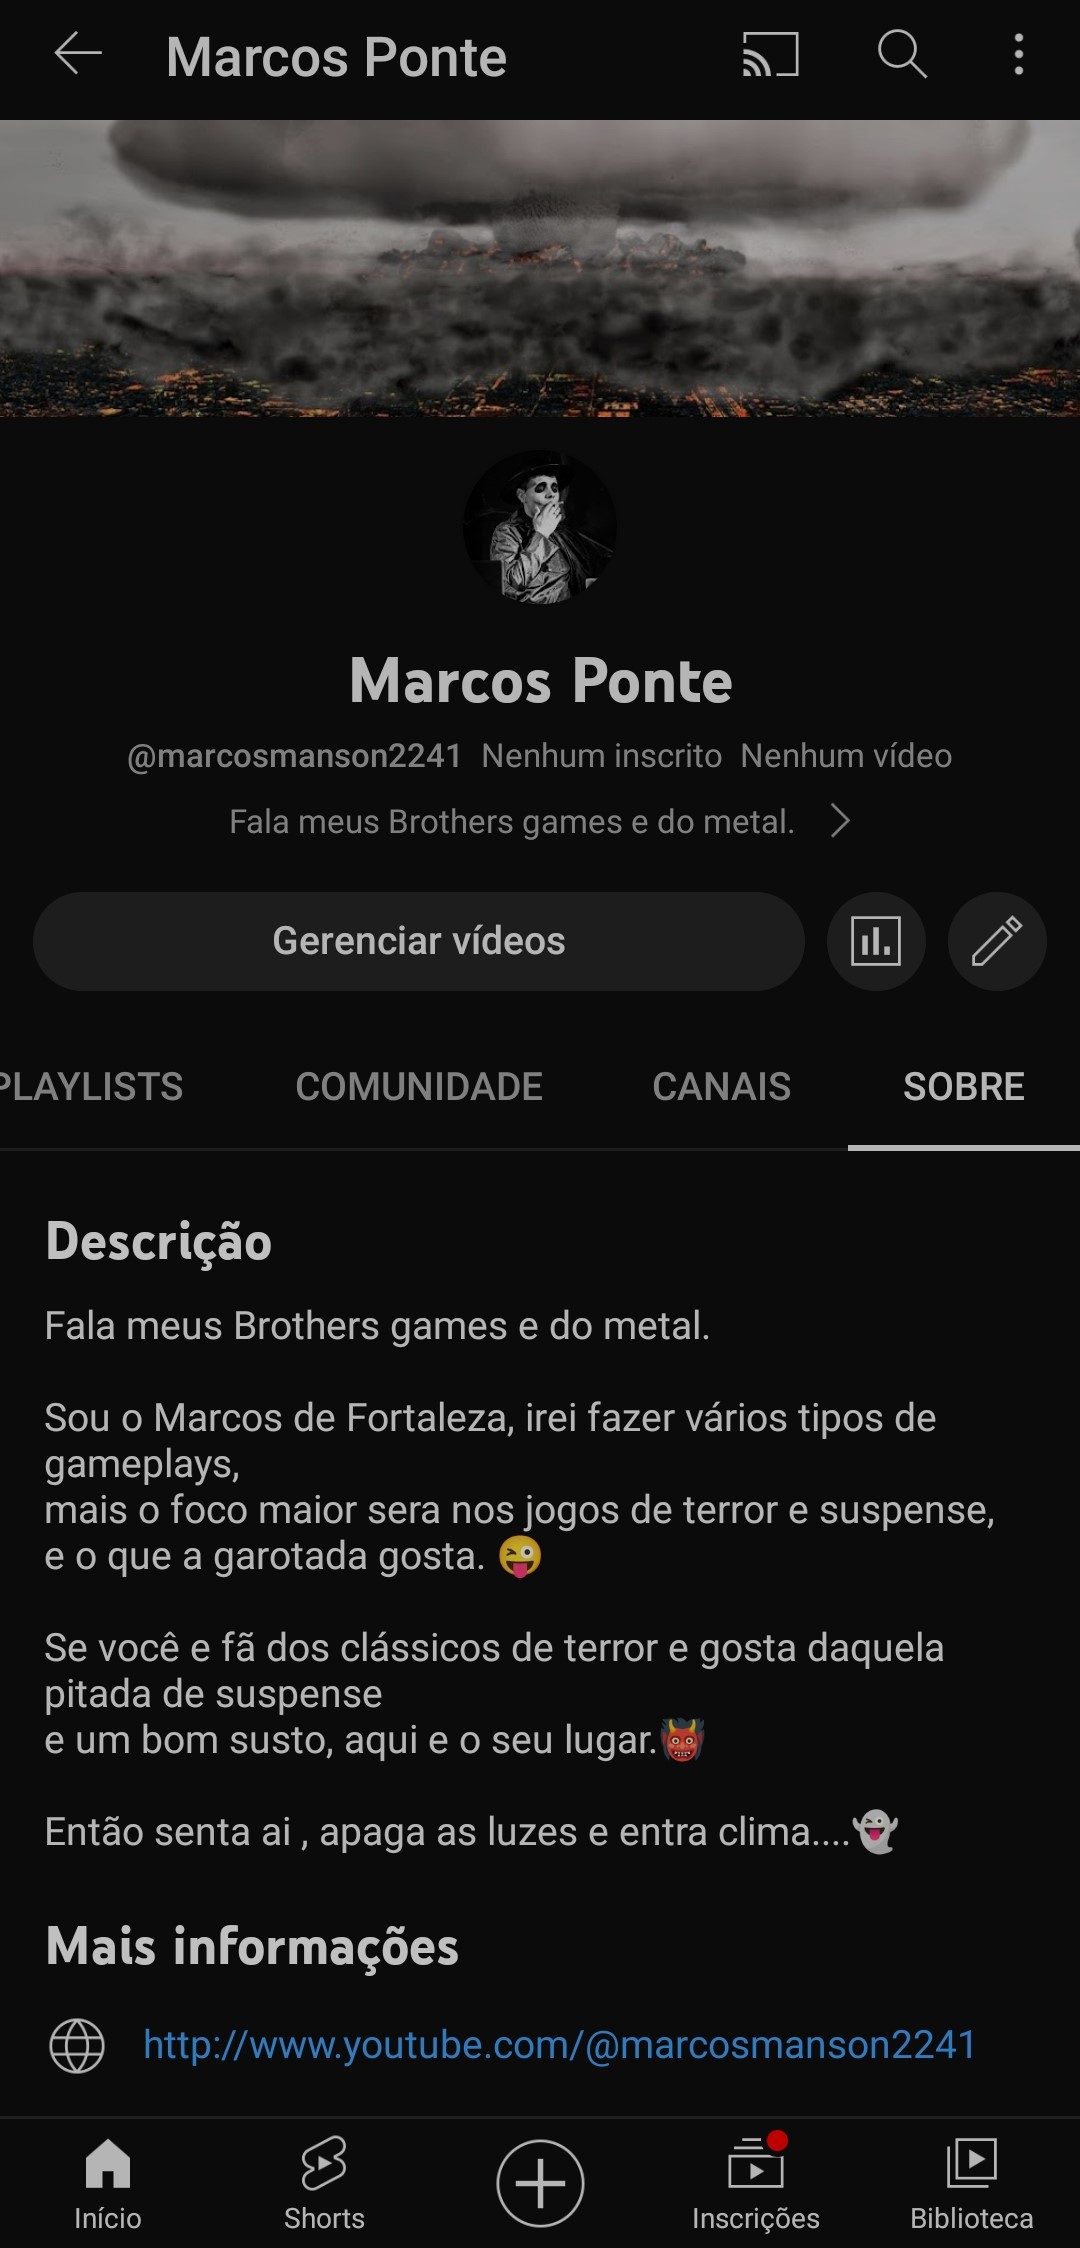 Marcos Ponte
Marcos Ponte
@marcosmanson2241 Nenhum inscrito Nenhum vídeo
Fala meus Brothers games e do metal.
Gerenciar vídeos
PLAYLISTS COMUNIDADE CANAIS SOBRE
Descrição
Fala meus Brothers games e do metal.
Sou o Marcos de Fortaleza, irei fazer vários tipos de
gameplays,
mais o foco maior sera nos jogos de terror e suspense,
e o que a garotada gosta. 😜
Se você e fã dos clássicos de terror e gosta daquela
pitada de suspense
e um bom susto, aqui e o seu lugar.👹
Então senta ai , apaga as luzes e entra clima....👻
Mais informações
http://www.youtube.com/@marcosmanson2241
Início Shorts Inscrições Biblioteca